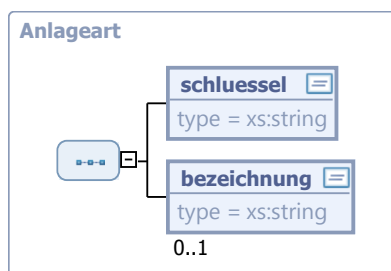 Anlageart
schluessel
type = xs:string
bezeichnung
type = xs:string
0..1